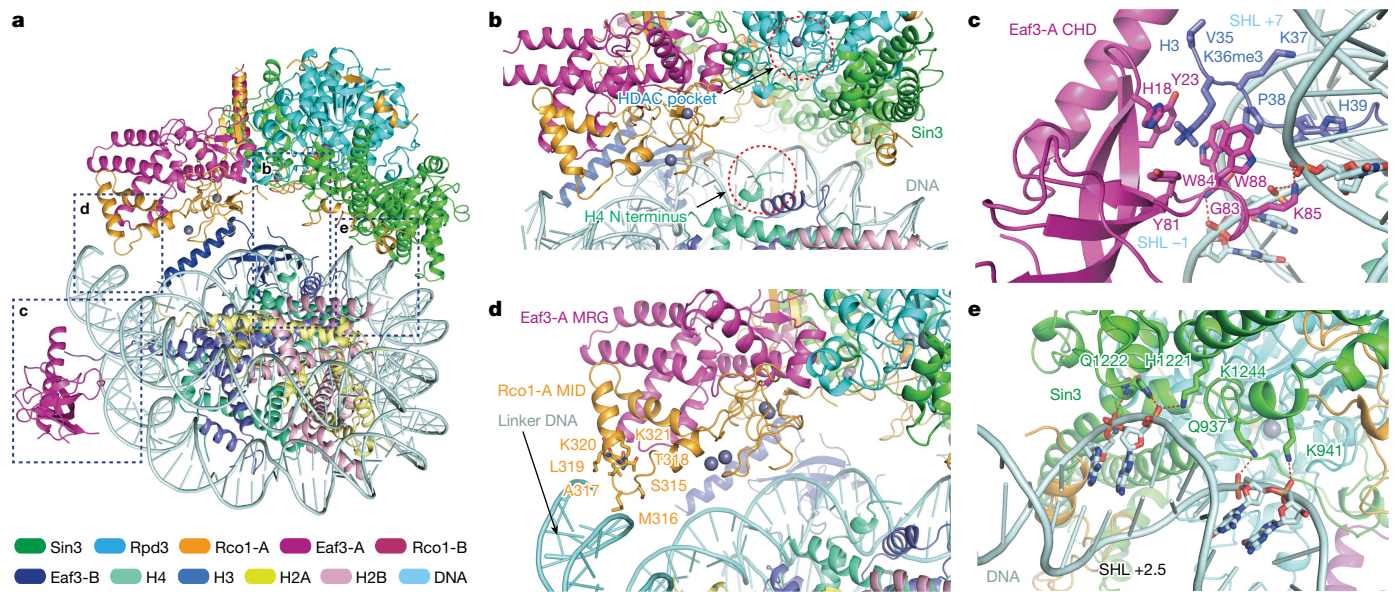 a
b
d
e
c
Sin3 Rpd3 Rco1-A Eaf3-A Rco1-B
Eaf3-B H4 H3 H2A H2B DNA
b
HDAC pocket
Sin3
DNA
H4 N terminus
c
Eaf3-A CHD
SHL +7
H3
V35
K37
K36me3
H18
Y23
P38
H39
W84
W88
G83
K85
Y81
SHL −1
d
Eaf3-A MRG
Rco1-A MID
Linker DNA
K320
K321
L319
T318
A317
S315
M316
e
Q1222
H1221
K1244
Sin3
Q937
K941
DNA
SHL +2.5